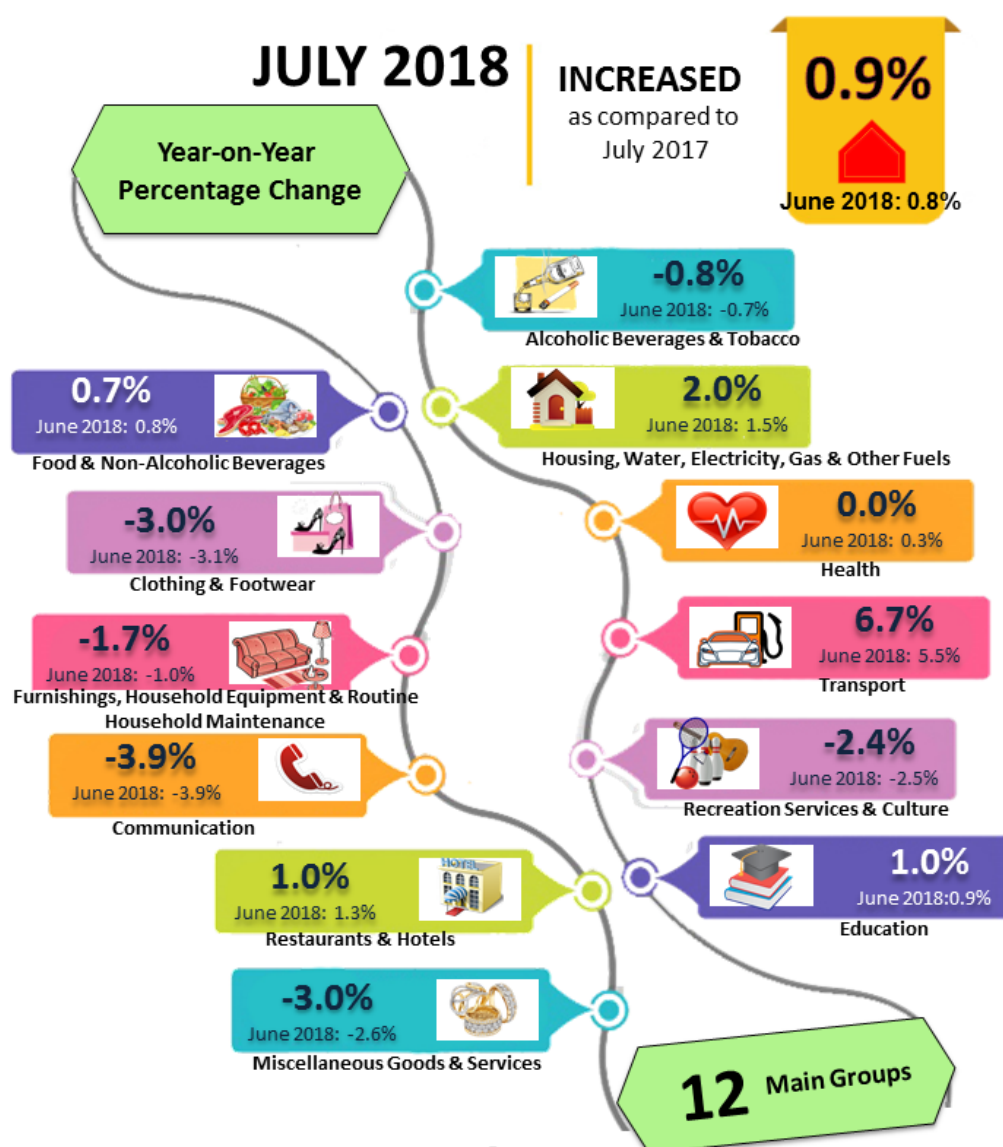 JULY 2018
INCREASED
as compared to
July 2017
0.9%
June 2018: 0.8%
Year-on-Year
Percentage Change
-0.8%
June 2018: -0.7%
Alcoholic Beverages & Tobacco
0.7%
June 2018: 0.8%
Food & Non-Alcoholic Beverages
2.0%
June 2018: 1.5%
Housing, Water, Electricity, Gas & Other Fuels
-3.0%
June 2018: -3.1%
Clothing & Footwear
0.0%
June 2018: 0.3%
Health
-1.7%
June 2018: -1.0%
Furnishings, Household Equipment & Routine
Household Maintenance
6.7%
June 2018: 5.5%
Transport
-3.9%
June 2018: -3.9%
Communication
-2.4%
June 2018: -2.5%
Recreation Services & Culture
1.0%
June 2018: 1.3%
Restaurants & Hotels
1.0%
June 2018:0.9%
Education
-3.0%
June 2018: -2.6%
Miscellaneous Goods & Services
12 Main Groups